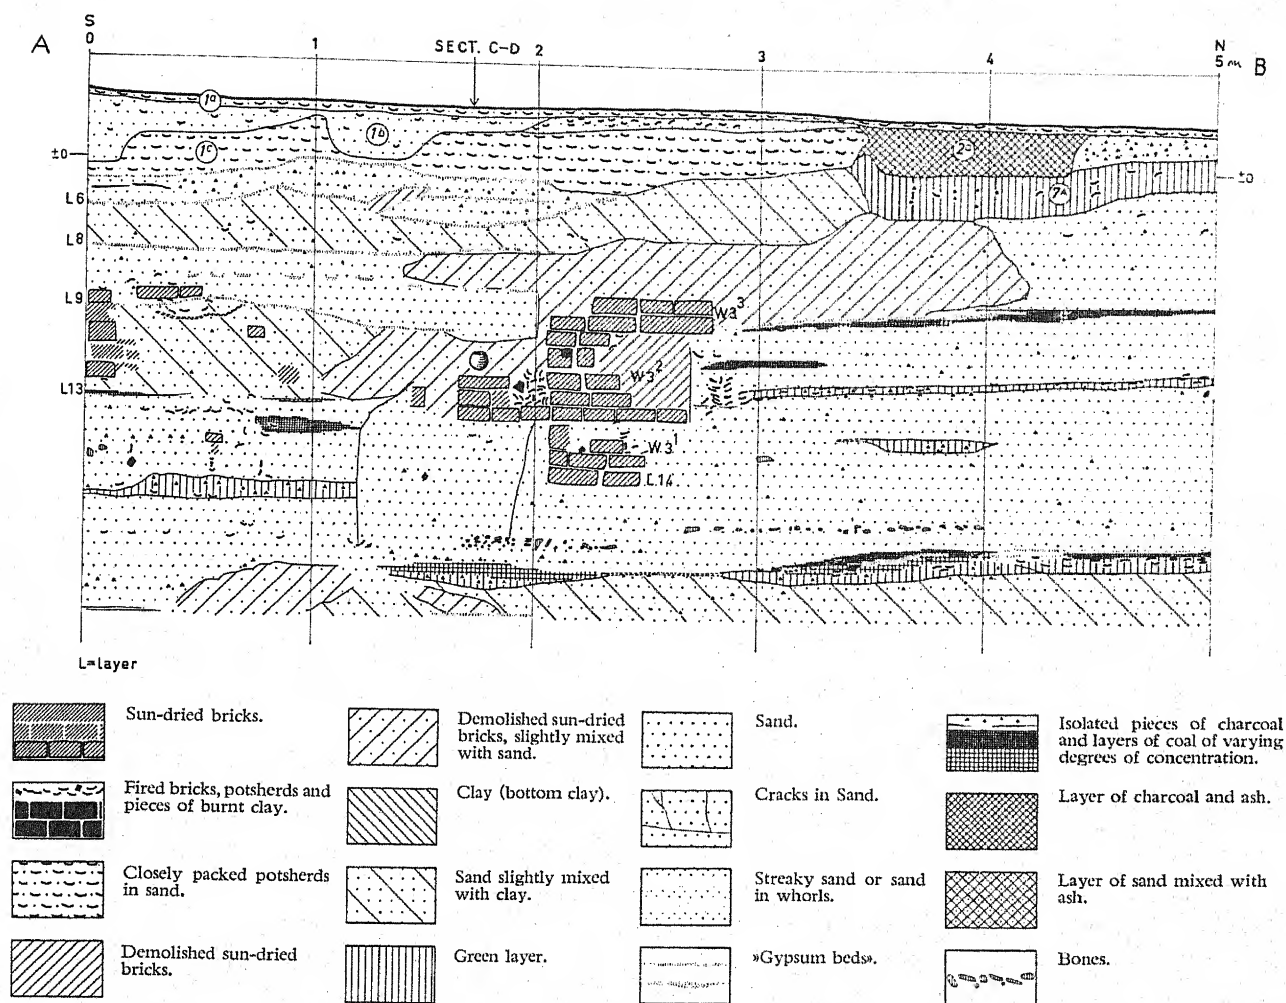 S
N
A
0
1
SECT. C-D
2
3
4
5 m
B
1a
1b
1c
2a
7a
±0
±0
L6
L8
L9
L13
W3³
W3²
W3¹
L14
L=layer
Sun-dried bricks.
Fired bricks, potsherds and
pieces of burnt clay.
Closely packed potsherds
in sand.
Demolished sun-dried
bricks.
Demolished sun-dried
bricks, slightly mixed
with sand.
Clay (bottom clay).
Sand slightly mixed
with clay.
Green layer.
Sand.
Cracks in Sand.
Streaky sand or sand
in whorls.
»Gypsum beds».
Isolated pieces of charcoal
and layers of coal of varying
degrees of concentration.
Layer of charcoal and ash.
Layer of sand mixed with
ash.
Bones.